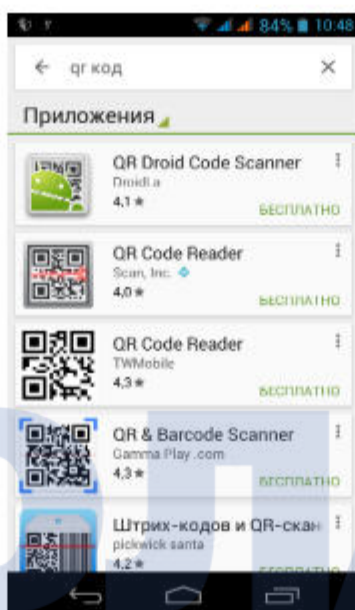 84% 10:48
qr код
Приложения
QR Droid Code Scanner
DroidLa
4,1
БЕСПЛАТНО
QR Code Reader
Scan, Inc.
4,0
БЕСПЛАТНО
QR Code Reader
TWMobile
4,3
БЕСПЛАТНО
QR & Barcode Scanner
Gamma Play .com
4,3
БЕСПЛАТНО
Штрих-кодов и QR-скан
pickwick santa
4,2
БЕСПЛАТНО